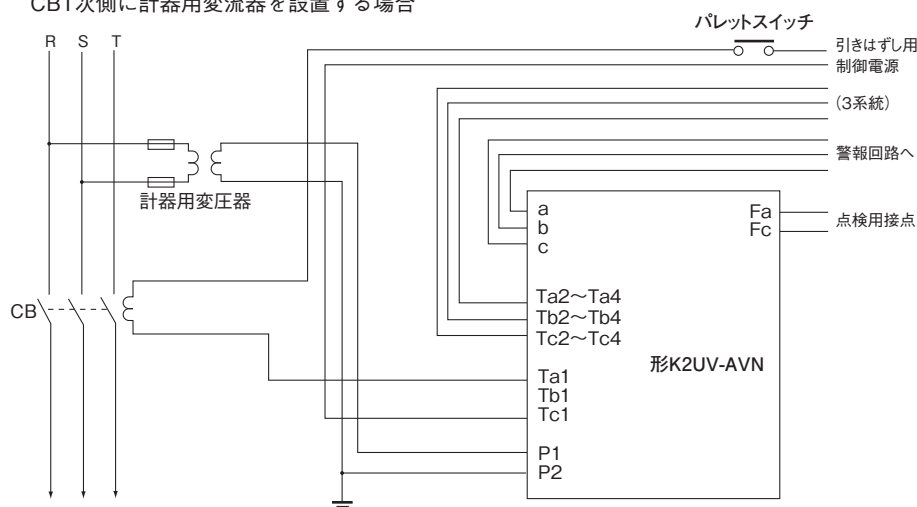 CB1次側に計器用変流器を設置する場合
パレットスイッチ
引きはずし用
制御電源
R S T
(3系統)
警報回路へ
計器用変圧器
a
b
c
Fa
Fc
点検用接点
CB
Ta2～Ta4
Tb2～Tb4
Tc2～Tc4
形K2UV-AVN
Ta1
Tb1
Tc1
P1
P2